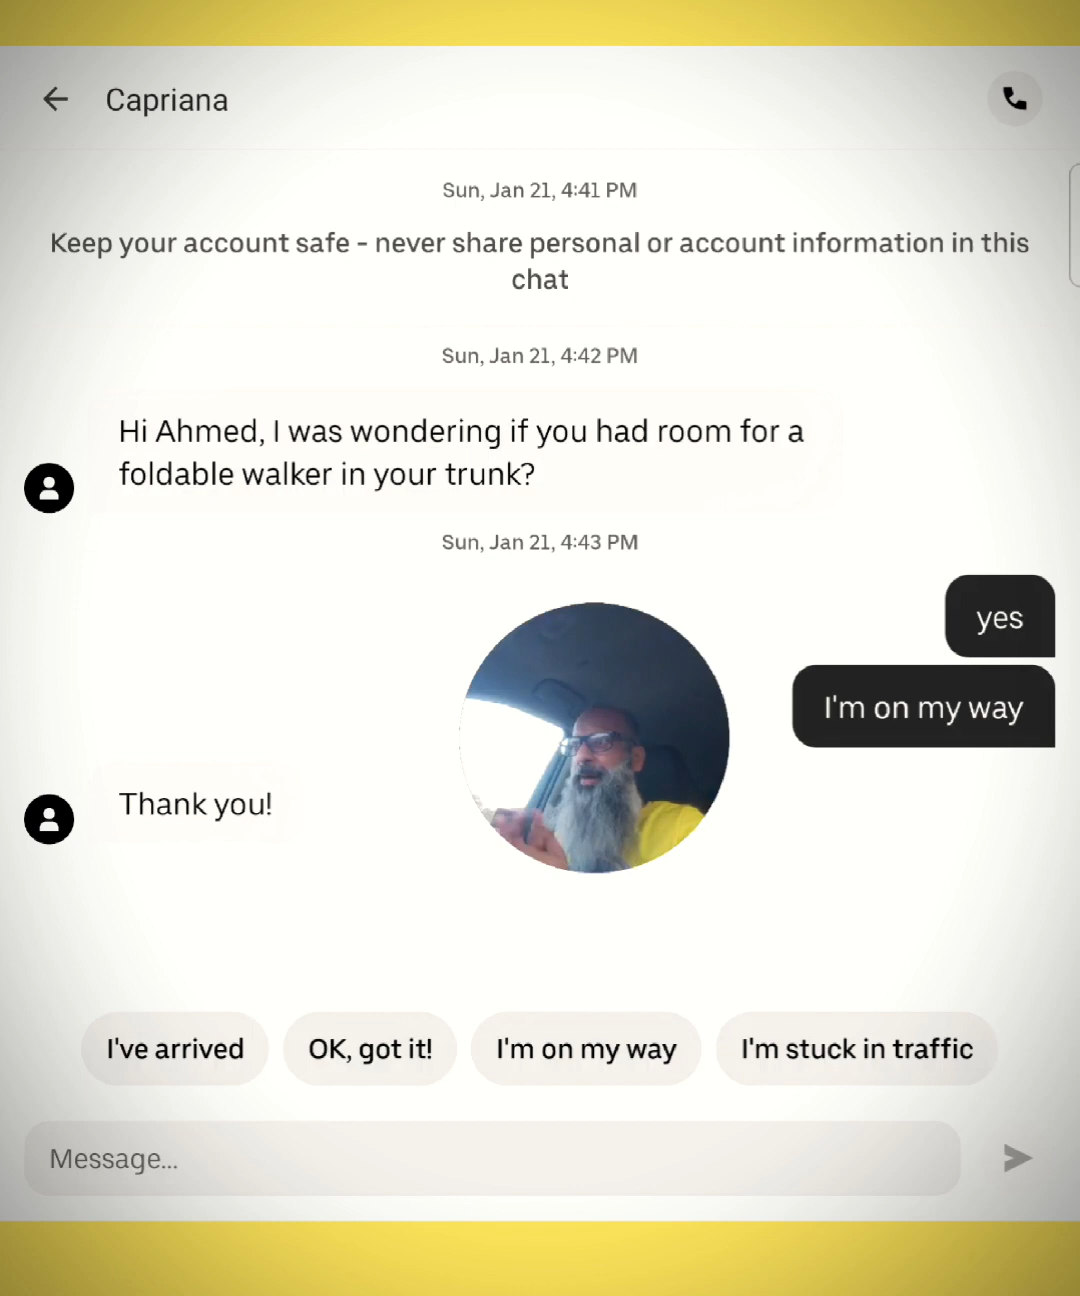 Capriana
Sun, Jan 21, 4:41 PM
Keep your account safe - never share personal or account information in this
chat
Sun, Jan 21, 4:42 PM
Hi Ahmed, I was wondering if you had room for a
foldable walker in your trunk?
Sun, Jan 21, 4:43 PM
yes
I'm on my way
Thank you!
I've arrived
OK, got it!
I'm on my way
I'm stuck in traffic
Message...